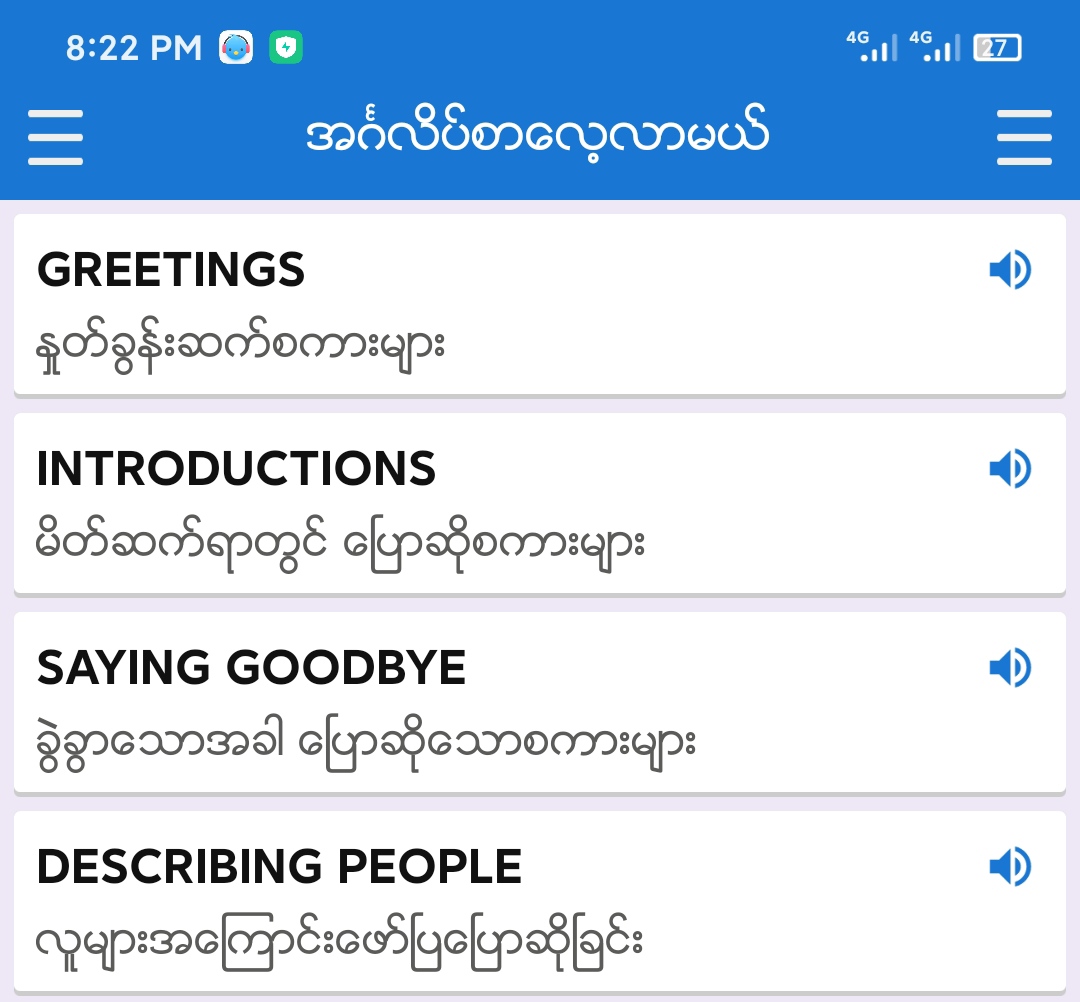 8:22 PM 4G 4G 27
အင်္ဂလိပ်စာလေ့လာမယ်
GREETINGS
နှုတ်ခွန်းဆက်စကားများ
INTRODUCTIONS
မိတ်ဆက်ရာတွင် ပြောဆိုစကားများ
SAYING GOODBYE
ခွဲခွာသောအခါ ပြောဆိုသောစကားများ
DESCRIBING PEOPLE
လူများအကြောင်းဖော်ပြပြောဆိုခြင်း